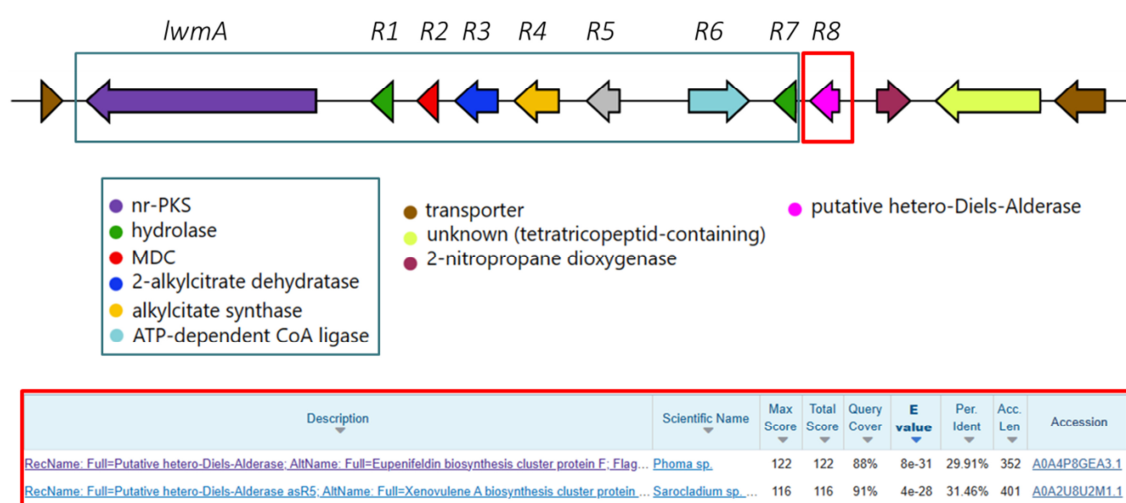 lwmA R1 R2 R3 R4 R5 R6 R7 R8
nr-PKS
hydrolase
MDC
2-alkylcitrate dehydratase
alkylcitate synthase
ATP-dependent CoA ligase
transporter
unknown (tetratricopeptid-containing)
2-nitropropane dioxygenase
putative hetero-Diels-Alderase
Description Scientific Name Max Score Total Score Query Cover E value Per. Ident Acc. Len Accession
RecName: Full=Putative hetero-Diels-Alderase; AltName: Full=Eupenifeldin biosynthesis cluster protein F; Flag... Phoma sp. 122 122 88% 8e-31 29.91% 352 A0A4P8GEA3.1
RecName: Full=Putative hetero-Diels-Alderase asR5; AltName: Full=Xenovulene A biosynthesis cluster protein ... Sarocladium sp. ... 116 116 91% 4e-28 31.46% 401 A0A2U8U2M1.1